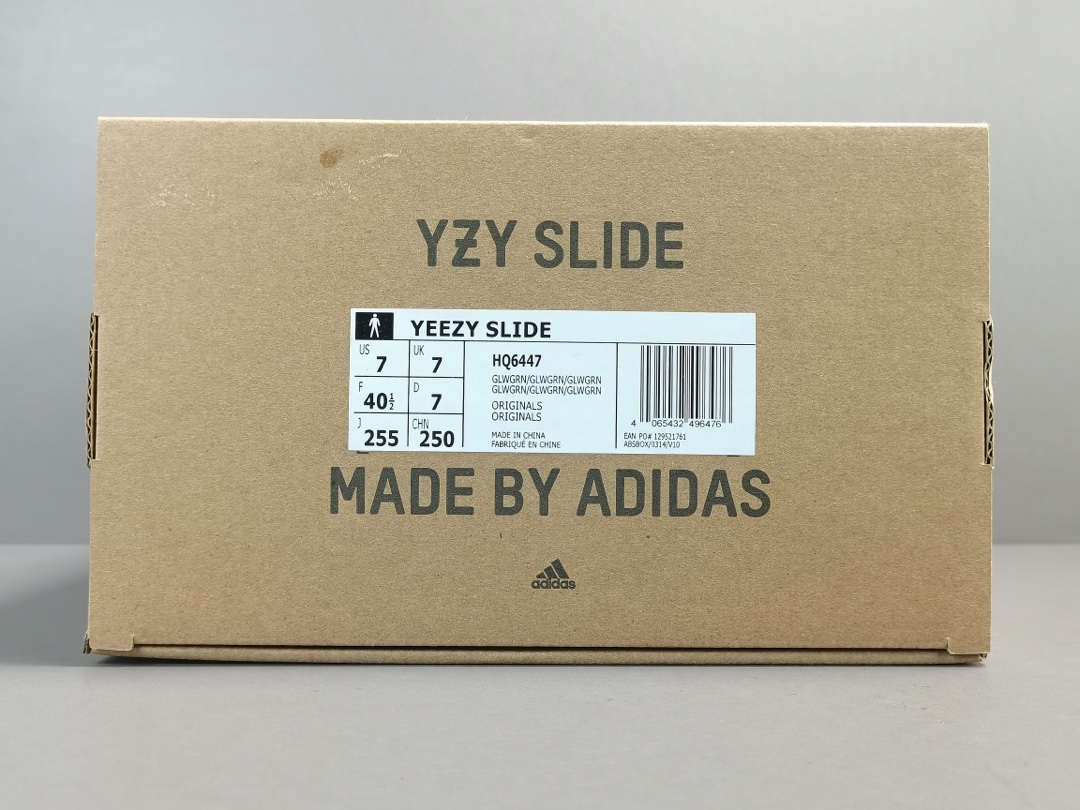 YZY SLIDE
YEEZY SLIDE
US 7 UK 7
F 40½ D 7
J 255 CHN 250
HQ6447
GLWGRN/GLWGRN/GLWGRN
GLWGRN/GLWGRN/GLWGRN
ORIGINALS
ORIGINALS
MADE IN CHINA
FABRIQUÉ EN CHINE
4 065432 496476
EAN PO# 129521761
ABSBOX/0314/V10
MADE BY ADIDAS
adidas